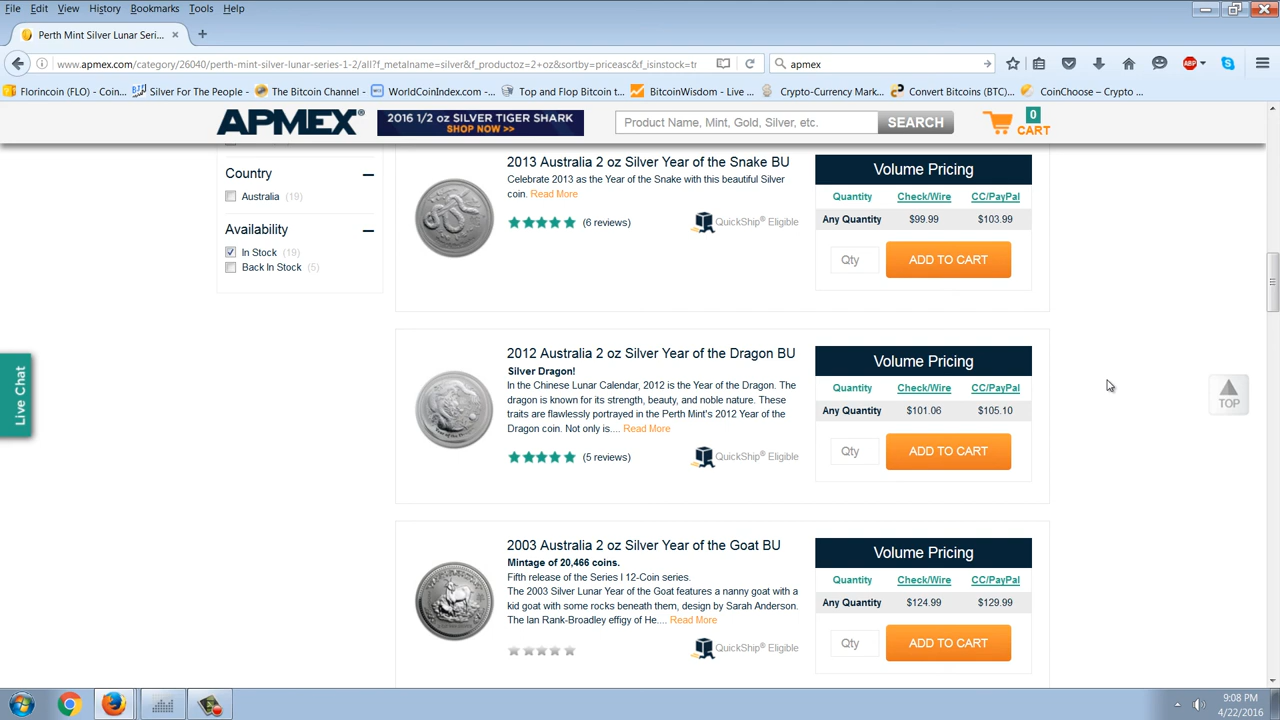 File Edit View History Bookmarks Tools Help
Perth Mint Silver Lunar Seri...
www.apmex.com/category/26040/perth-mint-silver-lunar-series-1-2/all?f_metalname=silver&f_productoz=2+oz&sortby=priceasc&f_isinstock=tr
apmex
ABP
Florincoin (FLO) - Coin...
Silver For The People - ...
The Bitcoin Channel - ...
WorldCoinIndex.com -...
Top and Flop Bitcoin t...
BitcoinWisdom - Live ...
Crypto-Currency Mark...
Convert Bitcoins (BTC)...
CoinChoose – Crypto ...
APMEX®
2016 1/2 oz SILVER TIGER SHARK
SHOP NOW >>
Product Name, Mint, Gold, Silver, etc.
SEARCH
0
CART
Country
Australia (19)
Availability
In Stock (19)
Back In Stock (5)
2013 Australia 2 oz Silver Year of the Snake BU
Celebrate 2013 as the Year of the Snake with this beautiful Silver
coin. Read More
(6 reviews)
QuickShip® Eligible
Volume Pricing
Quantity Check/Wire CC/PayPal
Any Quantity $99.99 $103.99
Qty
ADD TO CART
2012 Australia 2 oz Silver Year of the Dragon BU
Silver Dragon!
In the Chinese Lunar Calendar, 2012 is the Year of the Dragon. The
dragon is known for its strength, beauty, and noble nature. These
traits are flawlessly portrayed in the Perth Mint's 2012 Year of the
Dragon coin. Not only is.... Read More
(5 reviews)
QuickShip® Eligible
Volume Pricing
Quantity Check/Wire CC/PayPal
Any Quantity $101.06 $105.10
Qty
ADD TO CART
2003 Australia 2 oz Silver Year of the Goat BU
Mintage of 20,466 coins.
Fifth release of the Series I 12-Coin series.
The 2003 Silver Lunar Year of the Goat features a nanny goat with a
kid goat with some rocks beneath them, design by Sarah Anderson.
The Ian Rank-Broadley effigy of He.... Read More
QuickShip® Eligible
Volume Pricing
Quantity Check/Wire CC/PayPal
Any Quantity $124.99 $129.99
Qty
ADD TO CART
Live Chat
TOP
9:08 PM
4/22/2016